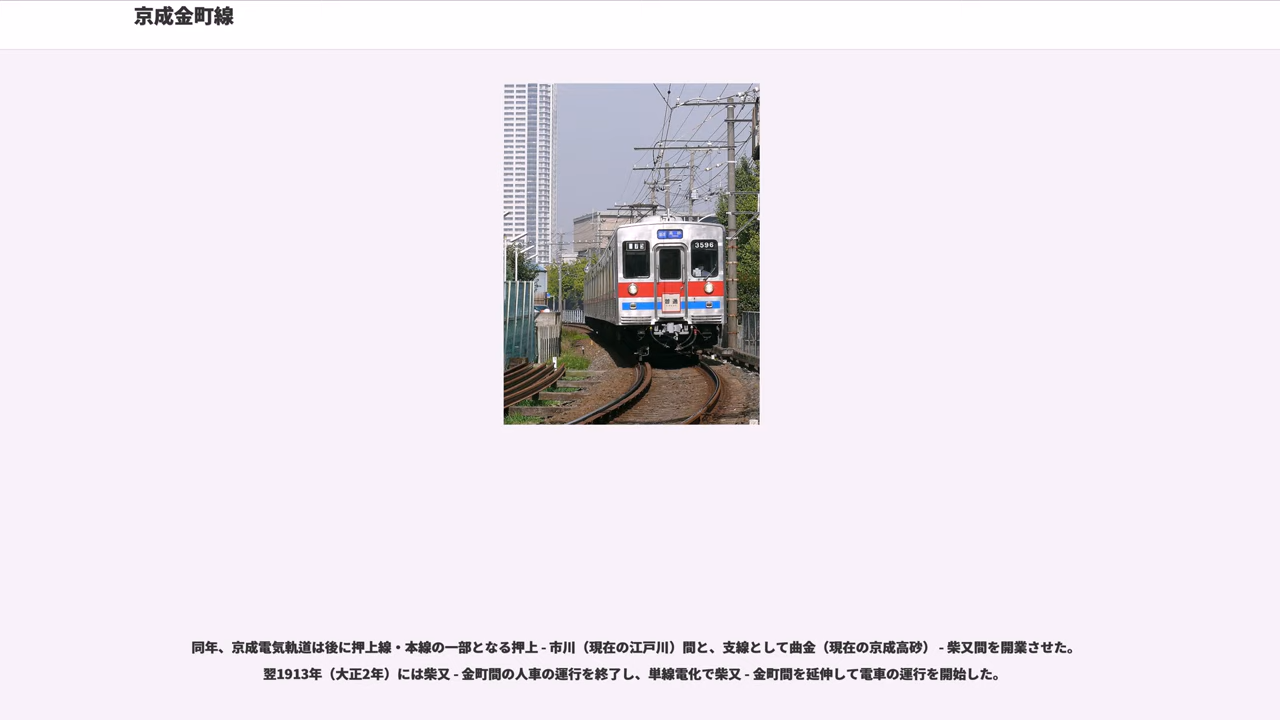 京成金町線
3596
普通
同年、京成電気軌道は後に押上線・本線の一部となる押上 - 市川（現在の江戸川）間と、支線として曲金（現在の京成高砂） - 柴又間を開業させた。
翌1913年（大正2年）には柴又 - 金町間の人車の運行を終了し、単線電化で柴又 - 金町間を延伸して電車の運行を開始した。